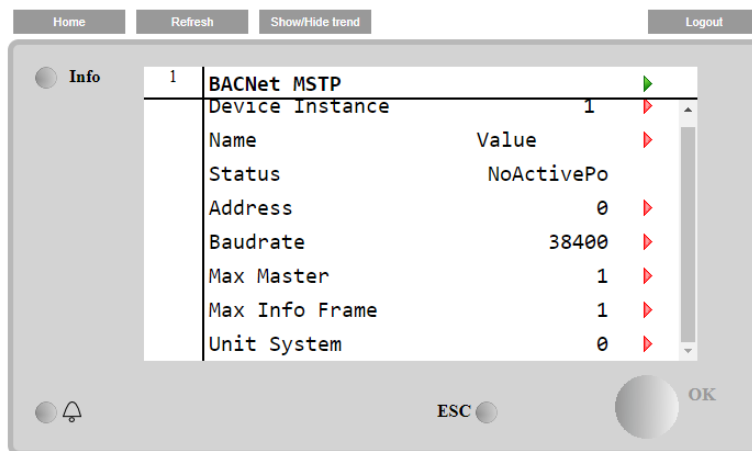 Home Refresh Show/Hide trend Logout
Info
1 BACNet MSTP
Device Instance 1
Name Value
Status NoActivePo
Address 0
Baudrate 38400
Max Master 1
Max Info Frame 1
Unit System 0
ESC
OK